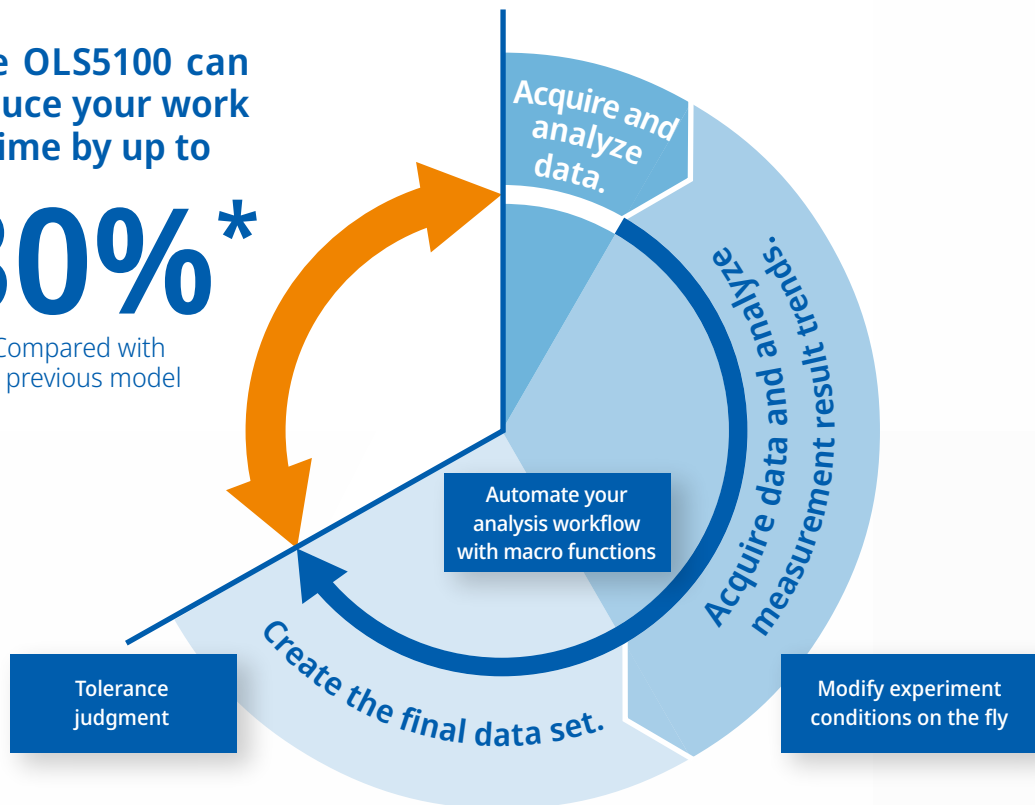 e OLS5100 can
uce your work
ime by up to
30%*
Compared with
previous model
Acquire and
analyze
data.
Acquire data and analyze
measurement result trends.
Automate your
analysis workflow
with macro functions
Create the final data set.
Tolerance
judgment
Modify experiment
conditions on the fly